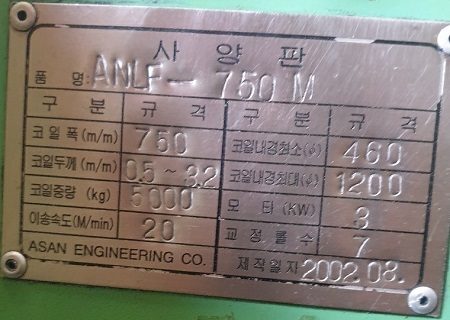 사 양 판
품 명: ANLF- 750 M
구 분 규 격 구 분 규 격
코일폭(m/m) 750 코일내경최소(∮) 460
코일두께(m/m) 0.5 ~ 3.2 코일내경최대(∮) 1200
코일중량 (kg) 5000 모 타(KW) 3
이송속도(M/min) 20 교정롤수 7
ASAN ENGINEERING CO. 제작일자 2002.08.